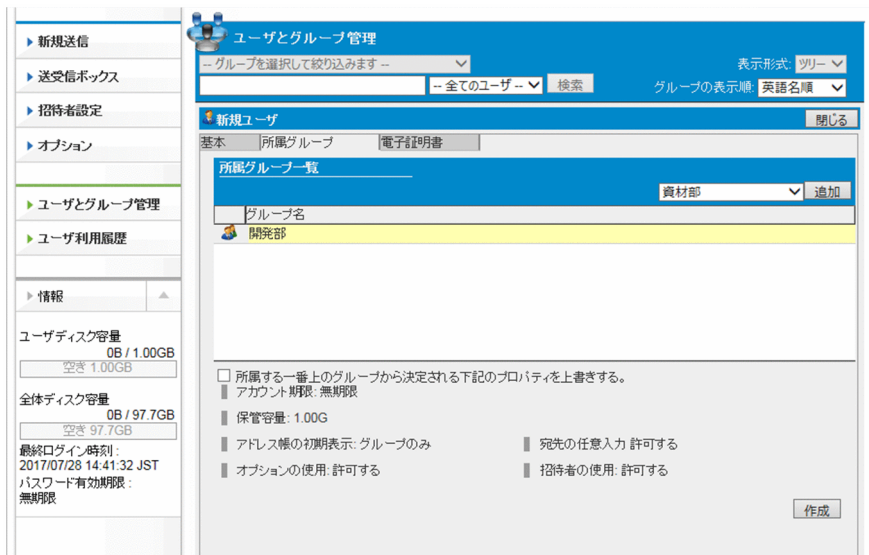 新規送信
送受信ボックス
招待者設定
オプション
ユーザとグループ管理
ユーザ利用履歴
情報
ユーザディスク容量
0B / 1.00GB
空き 1.00GB
全体ディスク容量
0B / 97.7GB
空き 97.7GB
最終ログイン時刻 :
2017/07/28 14:41:32 JST
パスワード有効期限 :
無期限
ユーザとグループ管理
-- グループを選択して絞り込みます --
表示形式: ツリー
-- 全てのユーザ -- 検索
グループの表示順: 英語名順
新規ユーザ 閉じる
基本 所属グループ 電子証明書
所属グループ一覧
資材部 追加
グループ名
開発部
所属する一番上のグループから決定される下記のプロパティを上書きする。
アカウント期限: 無期限
保管容量: 1.00G
アドレス帳の初期表示: グループのみ 宛先の任意入力 許可する
オプションの使用: 許可する 招待者の使用: 許可する
作成